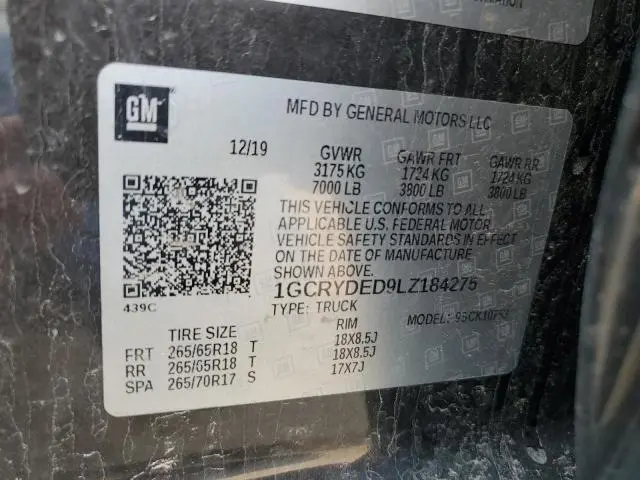 GM
MFD BY GENERAL MOTORS LLC
12/19
GVWR GAWR FRT GAWR RR
3175 KG 1724 KG 1724 KG
7000 LB 3800 LB 3800 LB
THIS VEHICLE CONFORMS TO ALL
APPLICABLE U.S. FEDERAL MOTOR
VEHICLE SAFETY STANDARDS IN EFFECT
ON THE DATE OF MANUFACTURE
SHOWN ABOVE.
1GCRYDED9LZ184275
439C
TYPE: TRUCK MODEL:
TIRE SIZE RIM
FRT 265/65R18 T 18X8.5J
RR 265/65R18 T 18X8.5J
SPA 265/70R17 S 17X7J